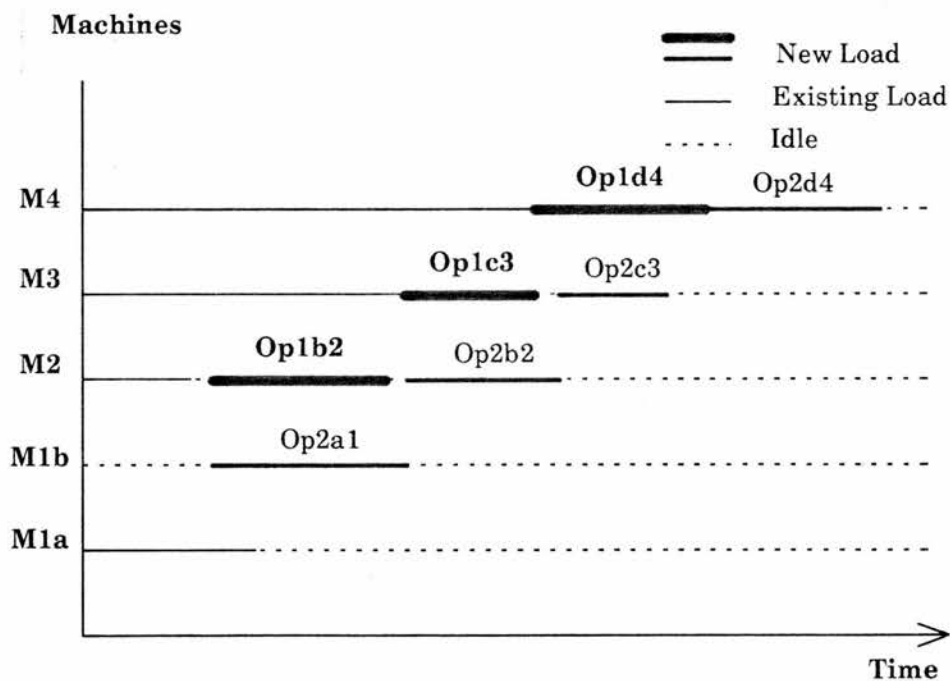 Machines
New Load
Existing Load
Idle
Op1d4
Op2d4
M4
Op1c3
Op2c3
M3
Op1b2
Op2b2
M2
Op2a1
M1b
M1a
Time